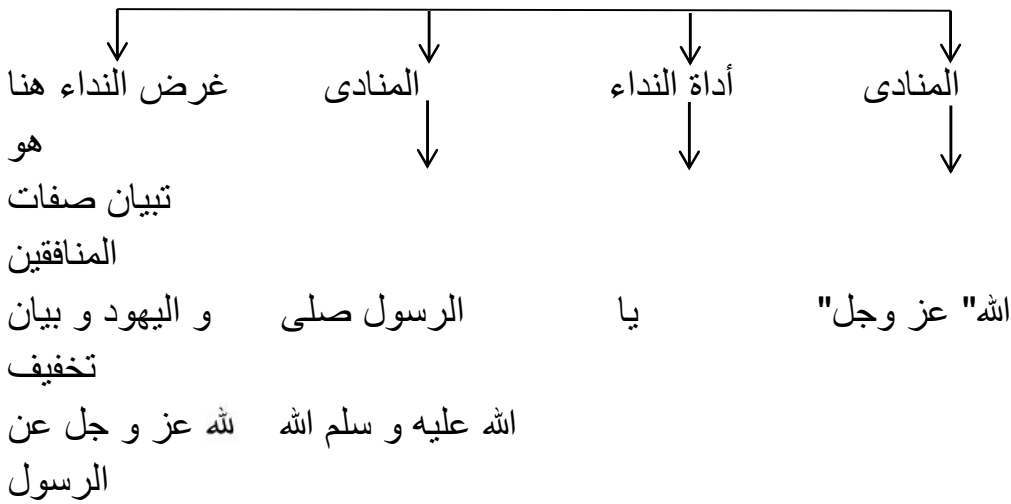 المنادى أداة النداء المنادى غرض النداء هنا
هو
تبيان صفات
المنافقين
الله" عز وجل" يا الرسول صلى و اليهود و بيان
تخفيف
الله عليه و سلم الله لله عز و جل عن
الرسول